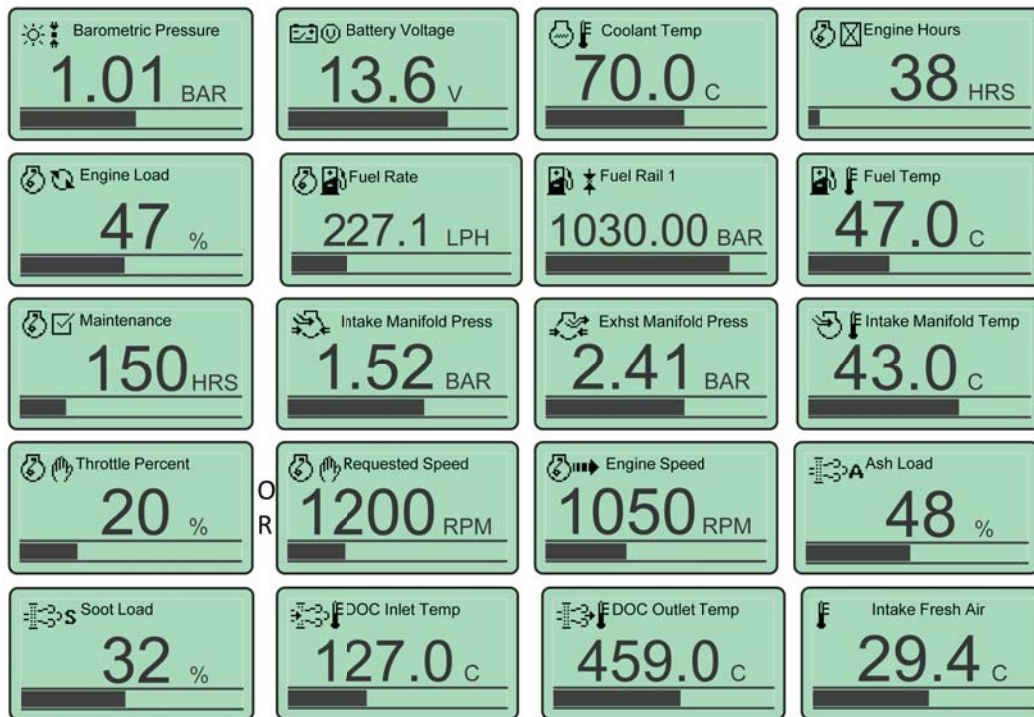 Barometric Pressure
1.01 BAR
Battery Voltage
13.6 V
Coolant Temp
70.0 C
Engine Hours
38 HRS
Engine Load
47 %
Fuel Rate
227.1 LPH
Fuel Rail 1
1030.00 BAR
Fuel Temp
47.0 C
Maintenance
150 HRS
Intake Manifold Press
1.52 BAR
Exhst Manifold Press
2.41 BAR
Intake Manifold Temp
43.0 C
Throttle Percent
20 %
O
R
Requested Speed
1200 RPM
Engine Speed
1050 RPM
A Ash Load
48 %
S Soot Load
32 %
DOC Inlet Temp
127.0 C
DOC Outlet Temp
459.0 C
Intake Fresh Air
29.4 C